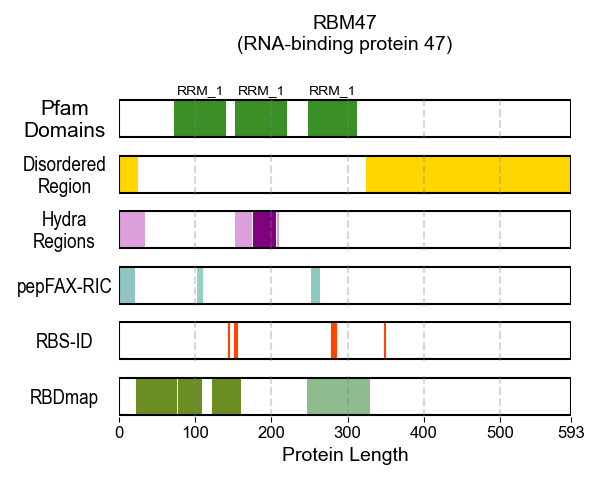 RBM47
(RNA-binding protein 47)
RRM_1 RRM_1 RRM_1
Pfam
Domains
Disordered
Region
Hydra
Regions
pepFAX-RIC
RBS-ID
RBDmap
0 100 200 300 400 500 593
Protein Length